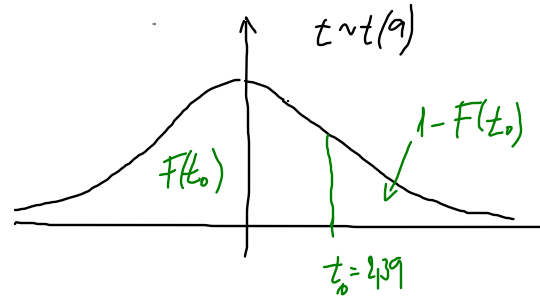 t~t(9)
1-F(t₀)
F(t₀)
t₀=2,39